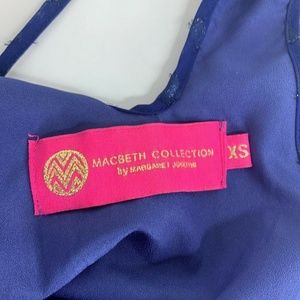 MACBETH COLLECTION
by MARGARET JOSEPHS
XS